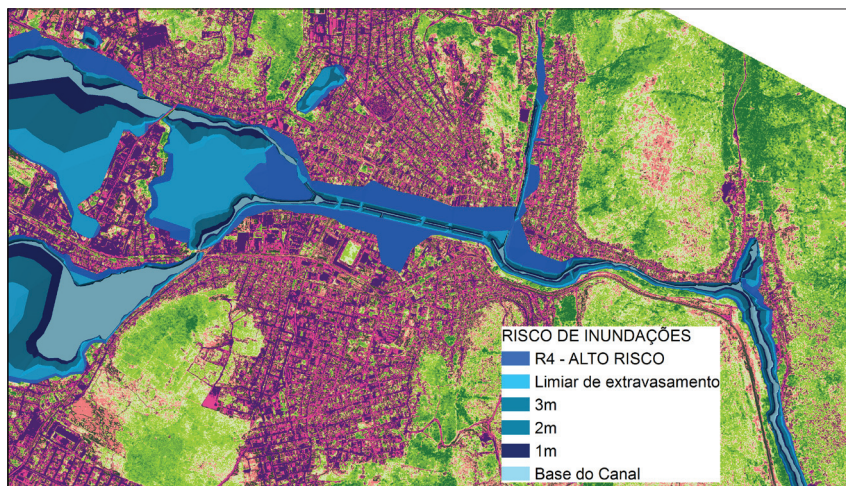 RISCO DE INUNDAÇÕES
R4 - ALTO RISCO
Limiar de extravasamento
3m
2m
1m
Base do Canal